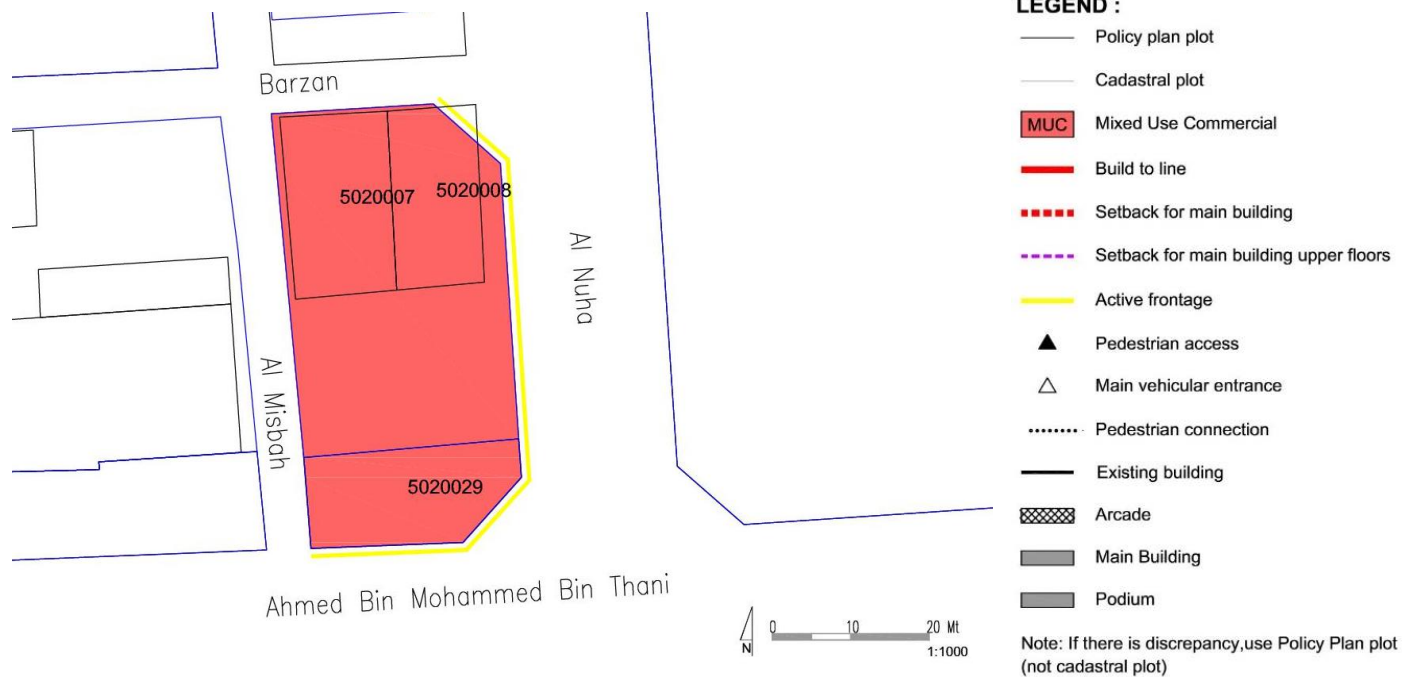 Barzan
5020007
5020008
Al Nuha
Al Misbah
5020029
Ahmed Bin Mohammed Bin Thani
N
0 10 20 Mt
1:1000
LEGEND :
Policy plan plot
Cadastral plot
MUC Mixed Use Commercial
Build to line
Setback for main building
Setback for main building upper floors
Active frontage
Pedestrian access
Main vehicular entrance
Pedestrian connection
Existing building
Arcade
Main Building
Podium
Note: If there is discrepancy,use Policy Plan plot
(not cadastral plot)